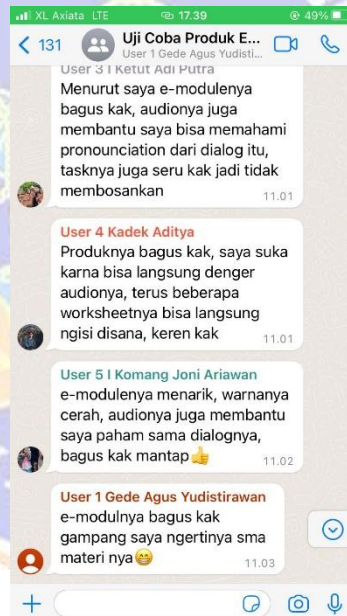 XL Axiata LTE 17.39 49%
131 Uji Coba Produk E...
User 1 Gede Agus Yudisti...
User 3 I Ketut Adi Putra
Menurut saya e-modulenya
bagus kak, audionya juga
membantu saya bisa memahami
pronounciation dari dialog itu,
tasknya juga seru kak jadi tidak
membosankan
11.01
User 4 Kadek Aditya
Produknya bagus kak, saya suka
karna bisa langsung denger
audionya, terus beberapa
worksheetnya bisa langsung
ngisi disana, keren kak
11.01
User 5 I Komang Joni Ariawan
e-modulenya menarik, warnanya
cerah, audionya juga membantu
saya paham sama dialognya,
bagus kak mantap👍
11.02
User 1 Gede Agus Yudistirawan
e-modulnya bagus kak
gampang saya ngertinya sma
materi nya😁
11.03